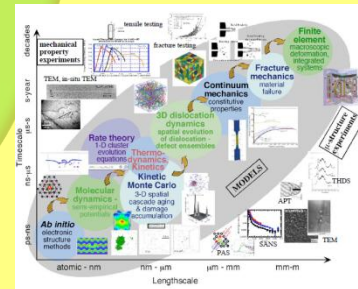 mechanical
property
experiments
tensile testing
fracture testing
TEM, in-situ TEM
Finite
element
macroscopic
deformation,
integrated
systems
Fracture
mechanics
material
failure
Continuum
mechanics
constitutive
properties
3D dislocation
dynamics
spatial evolution
of dislocation -
defect ensembles
Rate theory
1-D cluster
evolution
equations
Thermo-
dynamics,
Kinetics
Kinetic
Monte Carlo
3-D spatial
cascade aging
& damage
accumulation
Molecular
dynamics -
semi-empirical
potentials
Ab initio
electronic
structure
methods
MODELS
μ-structure
experiments
THDS
APT
SANS
TEM
PAS
Timescale
decades
s-year
μs-s
ns-μs
ps-ns
atomic - nm
nm - μm
μm - mm
mm-m
Lengthscale